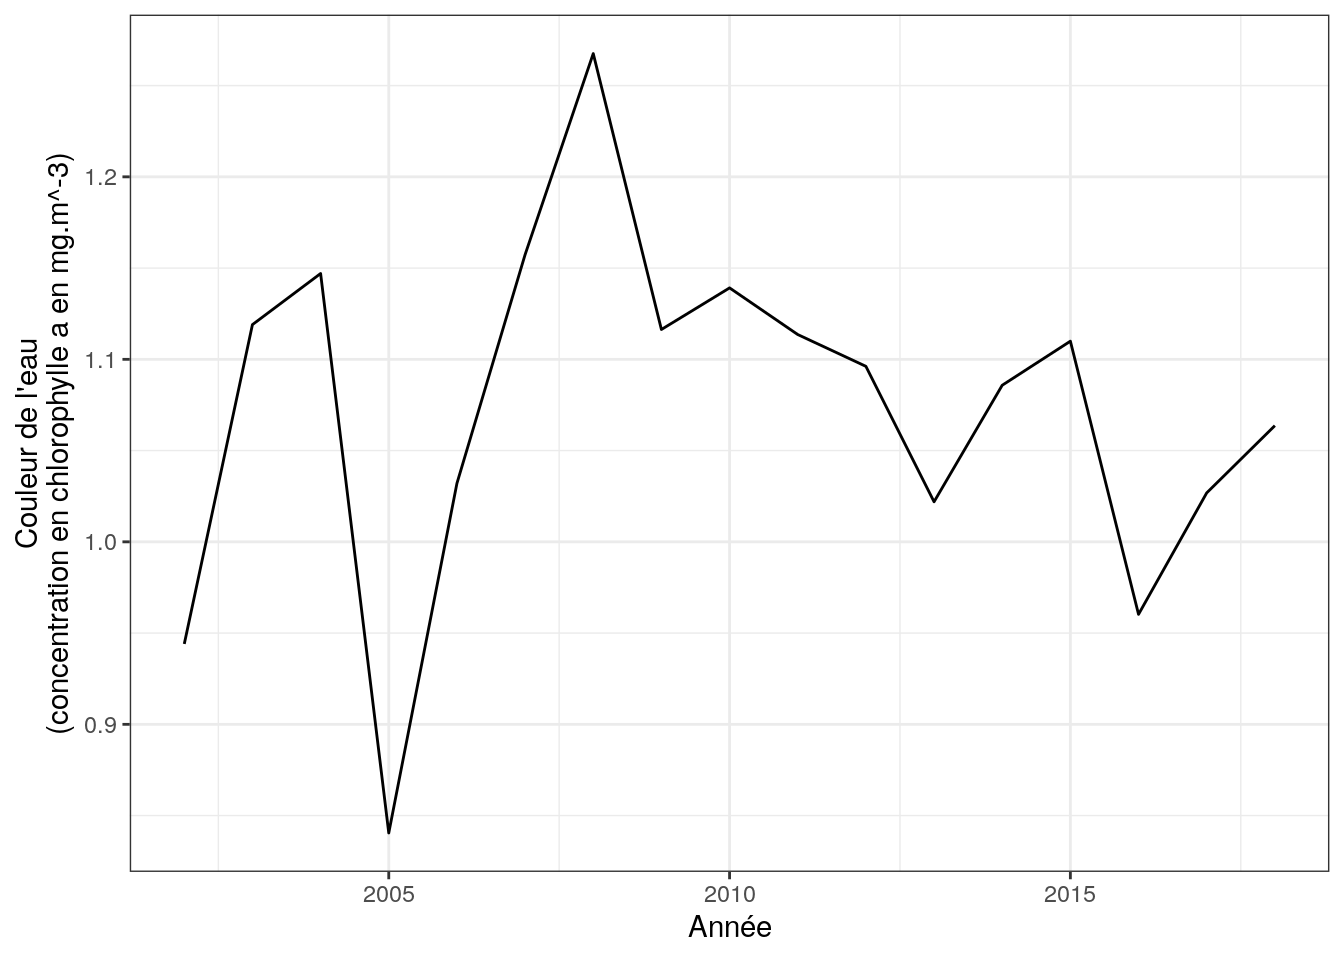 Couleur de l'eau
(concentration en chlorophylle a en mg.m^-3)
1.2
1.1
1.0
0.9
2005 2010 2015
Année